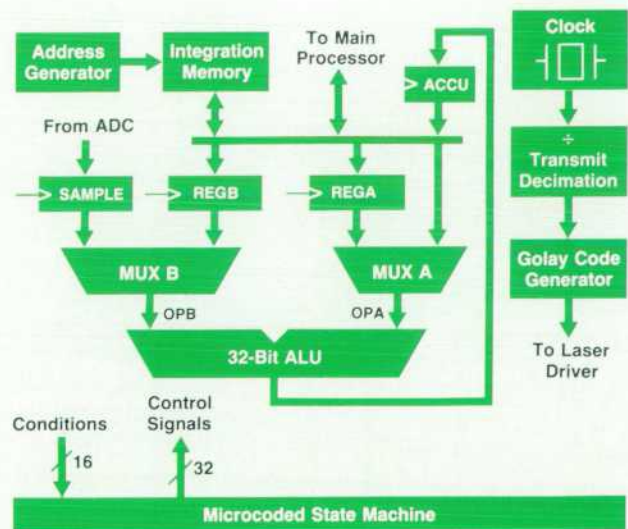 Address
Generator
Integration
Memory
To Main
Processor
ACCU
Clock
From ADC
÷
Transmit
Decimation
SAMPLE
REGB
REGA
MUX B
MUX A
Golay Code
Generator
OPB
OPA
32-Bit ALU
To Laser
Driver
Conditions
Control
Signals
16
32
Microcoded State Machine